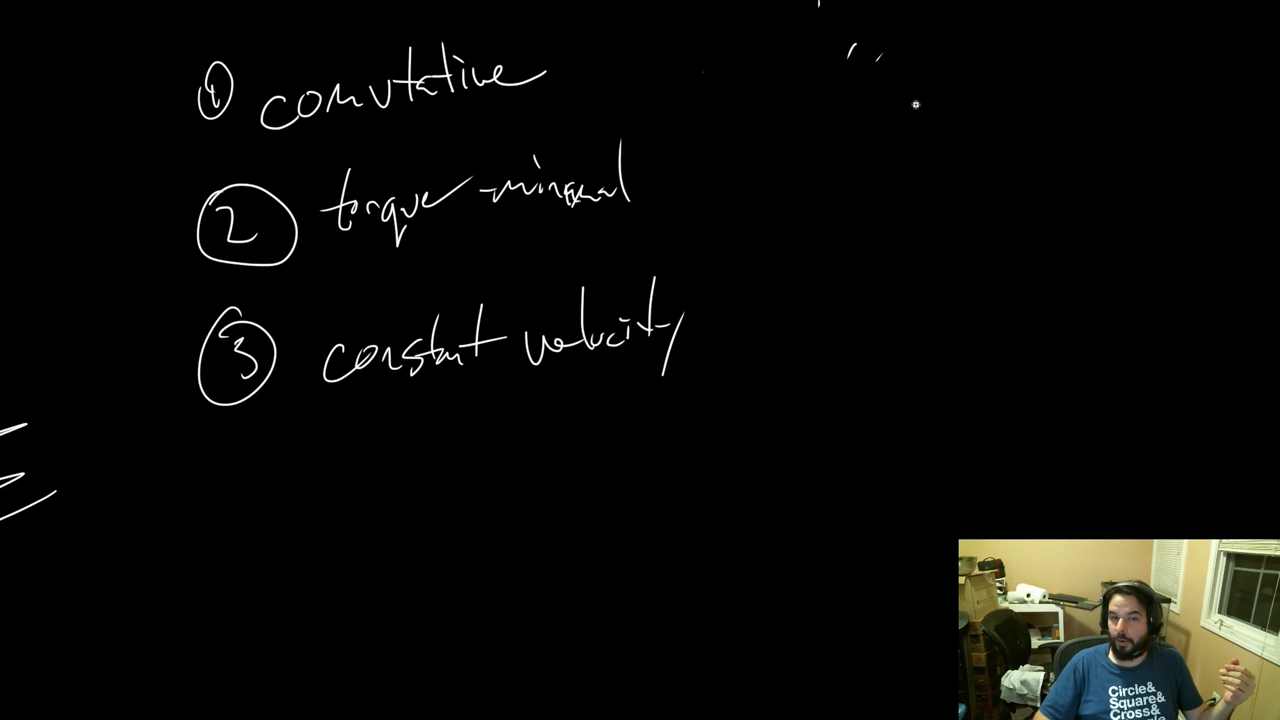 1 comutative
2 torque-minimal
3 constant velocity
Circle&
Square&
Cross&